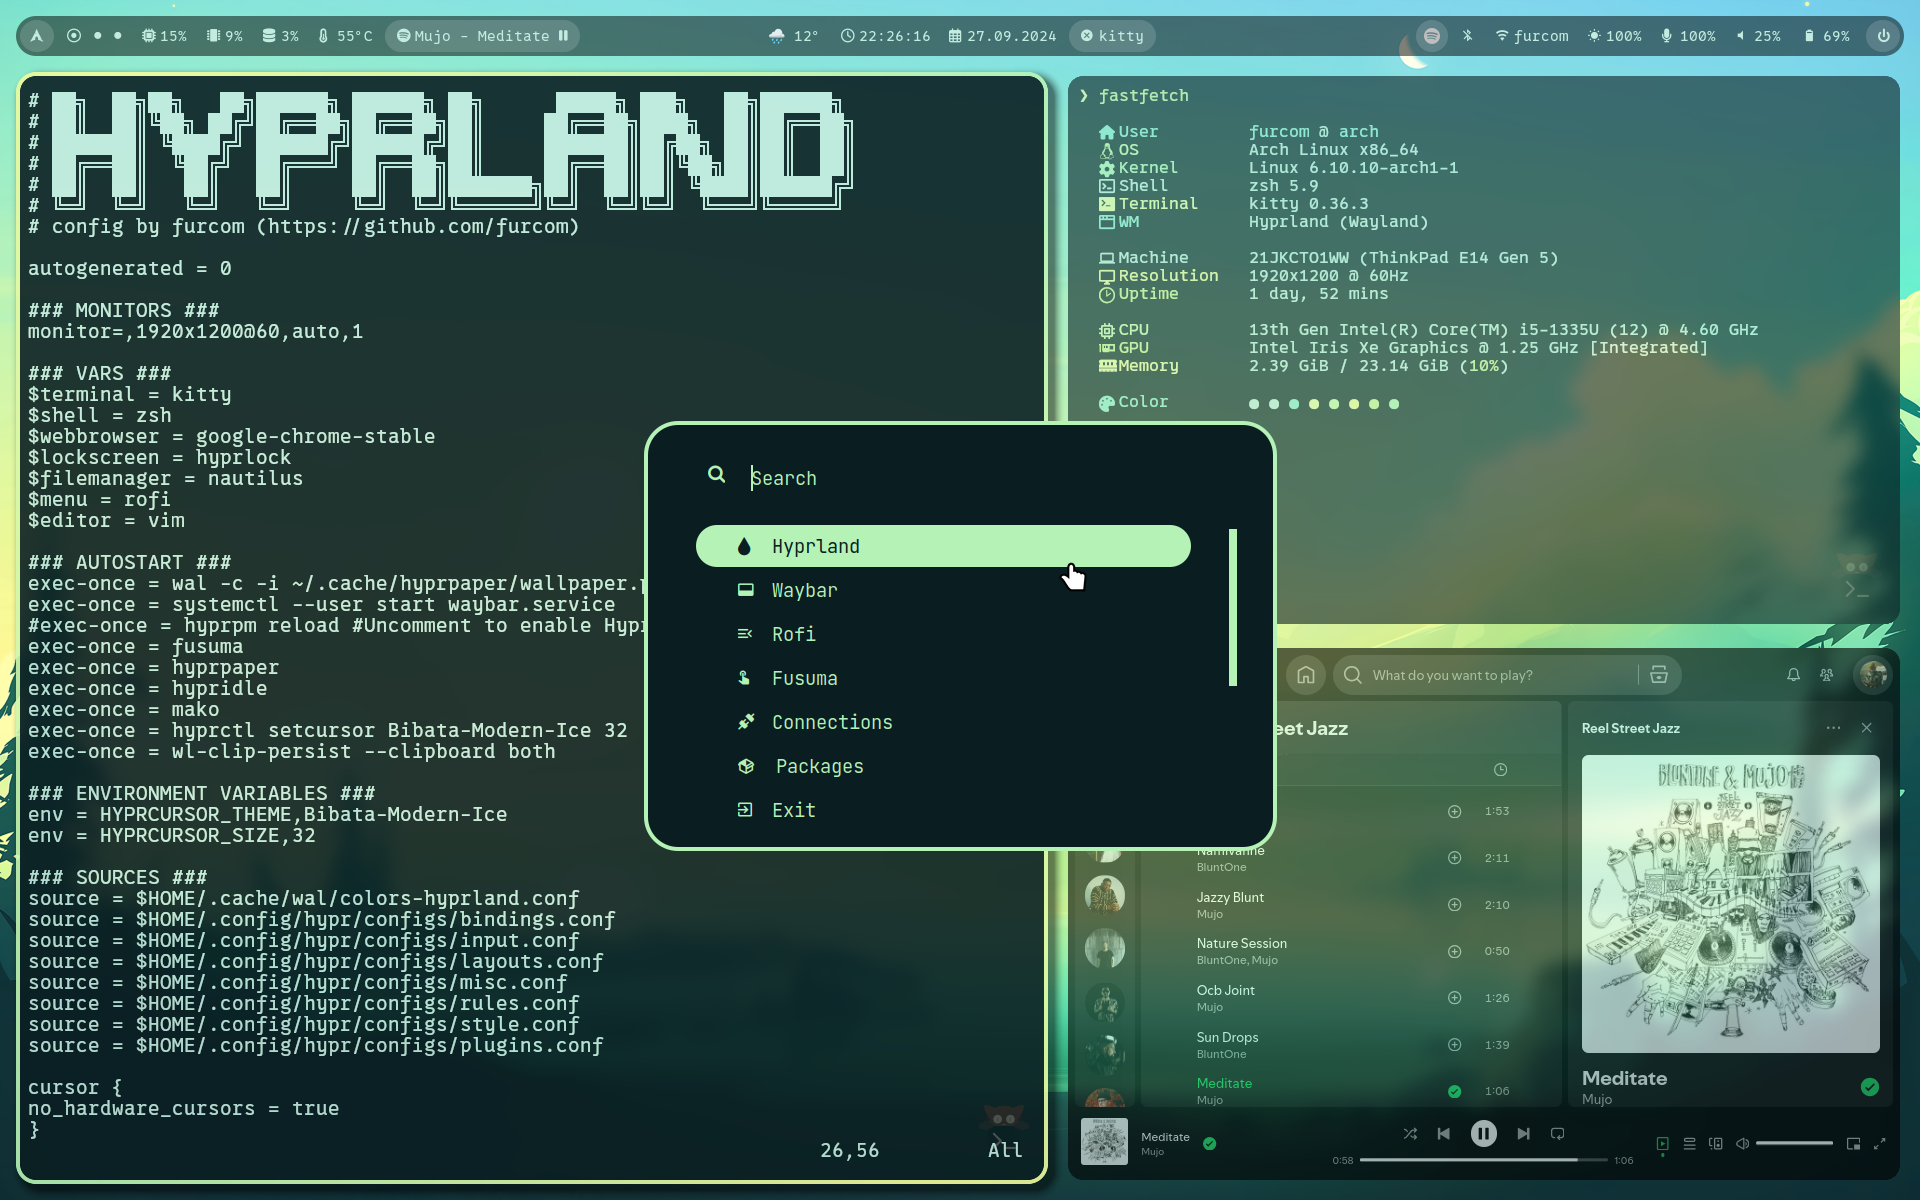 15% 9% 3% 55°C Mujo - Meditate 12° 22:26:16 27.09.2024 kitty furcom 100% 100% 25% 69%
# HYPRLAND
#
#
#
#
#
# config by furcom (https://github.com/furcom)
autogenerated = 0
### MONITORS ###
monitor=,1920x1200@60,auto,1
### VARS ###
$terminal = kitty
$shell = zsh
$webbrowser = google-chrome-stable
$lockscreen = hyprlock
$filemanager = nautilus
$menu = rofi
$editor = vim
### AUTOSTART ###
exec-once = wal -c -i ~/.cache/hyprpaper/wallpaper.
exec-once = systemctl --user start waybar.service
#exec-once = hyprpm reload #Uncomment to enable Hypr
exec-once = fusuma
exec-once = hyprpaper
exec-once = hypridle
exec-once = mako
exec-once = hyprctl setcursor Bibata-Modern-Ice 32
exec-once = wl-clip-persist --clipboard both
### ENVIRONMENT VARIABLES ###
env = HYPRCURSOR_THEME,Bibata-Modern-Ice
env = HYPRCURSOR_SIZE,32
### SOURCES ###
source = $HOME/.cache/wal/colors-hyprland.conf
source = $HOME/.config/hypr/configs/bindings.conf
source = $HOME/.config/hypr/configs/input.conf
source = $HOME/.config/hypr/configs/layouts.conf
source = $HOME/.config/hypr/configs/misc.conf
source = $HOME/.config/hypr/configs/rules.conf
source = $HOME/.config/hypr/configs/style.conf
source = $HOME/.config/hypr/configs/plugins.conf
cursor {
no_hardware_cursors = true
}
26,56 All
❯ fastfetch
User furcom @ arch
OS Arch Linux x86_64
Kernel Linux 6.10.10-arch1-1
Shell zsh 5.9
Terminal kitty 0.36.3
WM Hyprland (Wayland)
Machine 21JKCTO1WW (ThinkPad E14 Gen 5)
Resolution 1920x1200 @ 60Hz
Uptime 1 day, 52 mins
CPU 13th Gen Intel(R) Core(TM) i5-1335U (12) @ 4.60 GHz
GPU Intel Iris Xe Graphics @ 1.25 GHz [Integrated]
Memory 2.39 GiB / 23.14 GiB (10%)
Color
Search
Hyprland
Waybar
Rofi
Fusuma
Connections
Packages
Exit
What do you want to play?
eet Jazz
1:53
Namivanne 2:11
BluntOne
Jazzy Blunt 2:10
Mujo
Nature Session 0:50
BluntOne, Mujo
Ocb Joint 1:26
Mujo
Sun Drops 1:39
BluntOne
Meditate 1:06
Mujo
Reel Street Jazz
BLUNTONE & MUJO
REEL STREET JAZZ
Meditate
Mujo
Meditate
Mujo
0:58 1:06